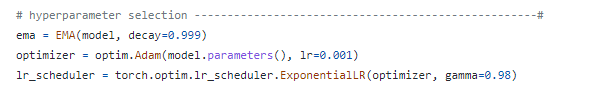 # hyperparameter selection ----------------------------------------------------#
ema = EMA(model, decay=0.999)
optimizer = optim.Adam(model.parameters(), lr=0.001)
lr_scheduler = torch.optim.lr_scheduler.ExponentialLR(optimizer, gamma=0.98)